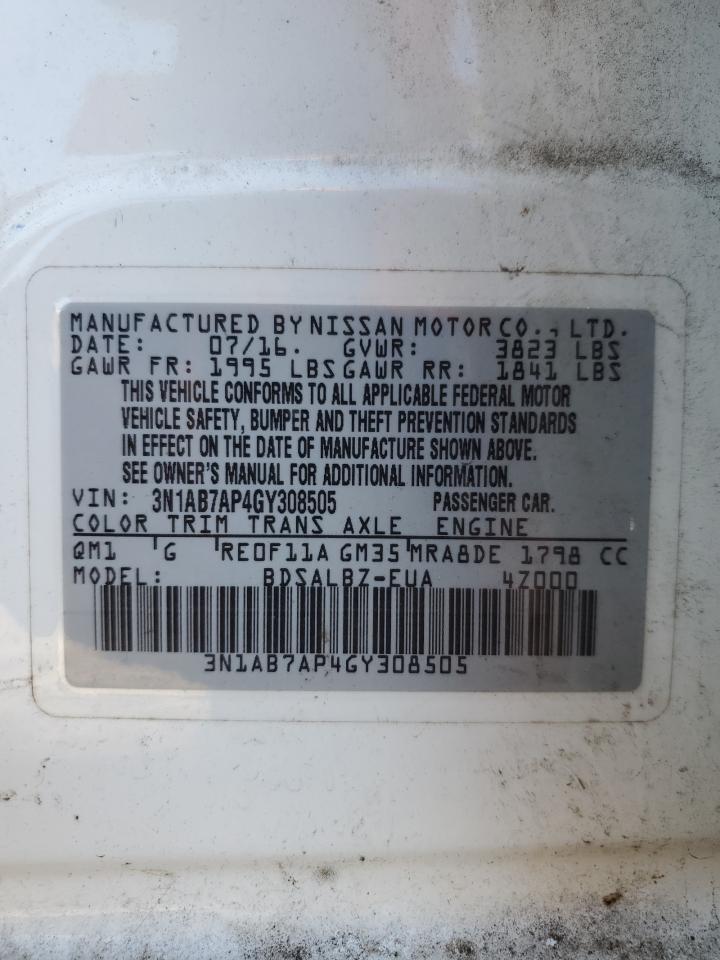 MANUFACTURED BY NISSAN MOTOR CO., LTD.
DATE: 07/16. GVWR: 3823 LBS
GAWR FR: 1995 LBS GAWR RR: 1841 LBS
THIS VEHICLE CONFORMS TO ALL APPLICABLE FEDERAL MOTOR
VEHICLE SAFETY, BUMPER AND THEFT PREVENTION STANDARDS
IN EFFECT ON THE DATE OF MANUFACTURE SHOWN ABOVE.
SEE OWNER'S MANUAL FOR ADDITIONAL INFORMATION.
VIN: 3N1AB7AP4GY308505 PASSENGER CAR.
COLOR TRIM TRANS AXLE ENGINE
QM1 'G 'RE0F11A GM35'MRA8DE 1798 CC
MODEL: BDSALBZ-EUA 4Z000
3N1AB7AP4GY308505